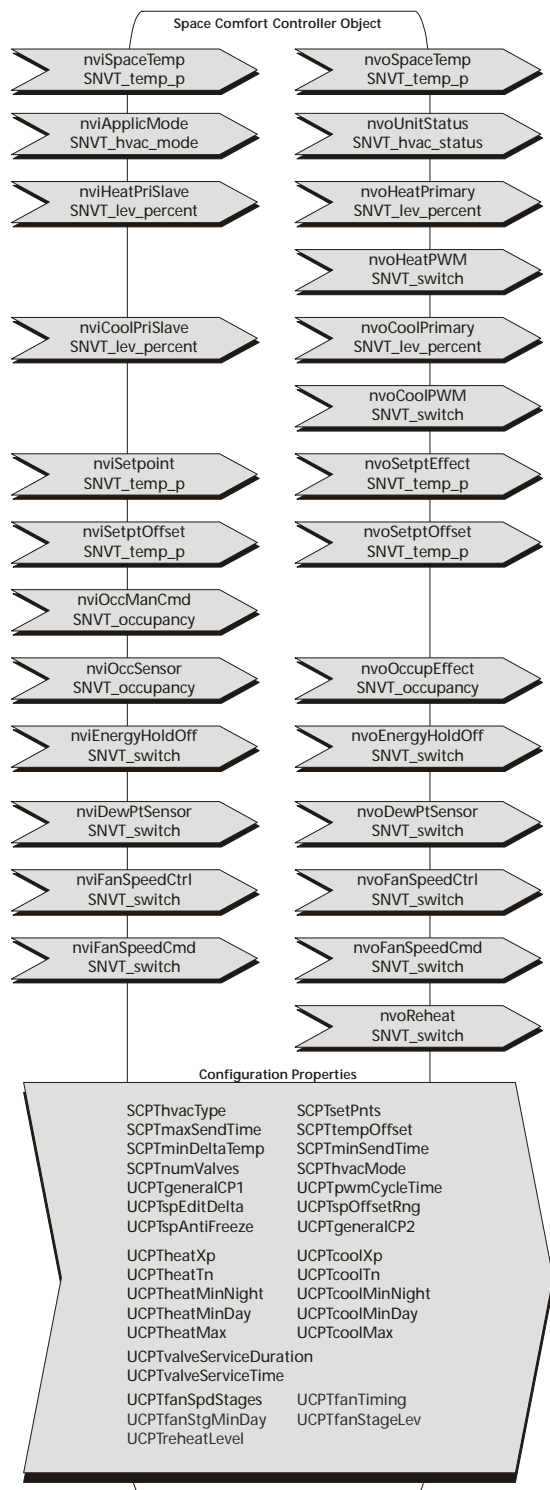 Space Comfort Controller Object
nviSpaceTemp
SNVT_temp_p
nvoSpaceTemp
SNVT_temp_p
nviApplicMode
SNVT_hvac_mode
nvoUnitStatus
SNVT_hvac_status
nviHeatPriSlave
SNVT_lev_percent
nvoHeatPrimary
SNVT_lev_percent
nvoHeatPWM
SNVT_switch
nviCoolPriSlave
SNVT_lev_percent
nvoCoolPrimary
SNVT_lev_percent
nvoCoolPWM
SNVT_switch
nviSetpoint
SNVT_temp_p
nvoSetptEffect
SNVT_temp_p
nviSetptOffset
SNVT_temp_p
nvoSetptOffset
SNVT_temp_p
nviOccManCmd
SNVT_occupancy
nviOccSensor
SNVT_occupancy
nvoOccupEffect
SNVT_occupancy
nviEnergyHoldOff
SNVT_switch
nvoEnergyHoldOff
SNVT_switch
nviDewPtSensor
SNVT_switch
nvoDewPtSensor
SNVT_switch
nviFanSpeedCtrl
SNVT_switch
nvoFanSpeedCtrl
SNVT_switch
nviFanSpeedCmd
SNVT_switch
nvoFanSpeedCmd
SNVT_switch
nvoReheat
SNVT_switch
Configuration Properties
SCPThvacType SCPTsetPnts
SCPTmaxSendTime SCPTtempOffset
SCPTminDeltaTemp SCPTminSendTime
SCPTnumValves SCPThvacMode
UCPTgeneralCP1 UCPTpwmCycleTime
UCPTspEditDelta UCPTspOffsetRng
UCPTspAntiFreeze UCPTgeneralCP2
UCPTheatXp UCPTcoolXp
UCPTheatTn UCPTcoolTn
UCPTheatMinNight UCPTcoolMinNight
UCPTheatMinDay UCPTcoolMinDay
UCPTheatMax UCPTcoolMax
UCPTvalveServiceDuration
UCPTvalveServiceTime
UCPTfanSpdStages UCPTfanTiming
UCPTfanStgMinDay UCPTfanStageLev
UCPTreheatLevel